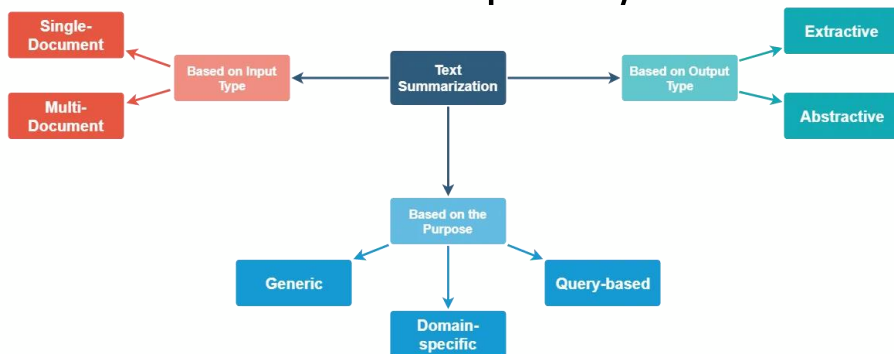 Single-
Document
Extractive
Based on Input
Type
Text
Summarization
Based on Output
Type
Multi-
Document
Abstractive
Based on the
Purpose
Generic
Query-based
Domain-
specific